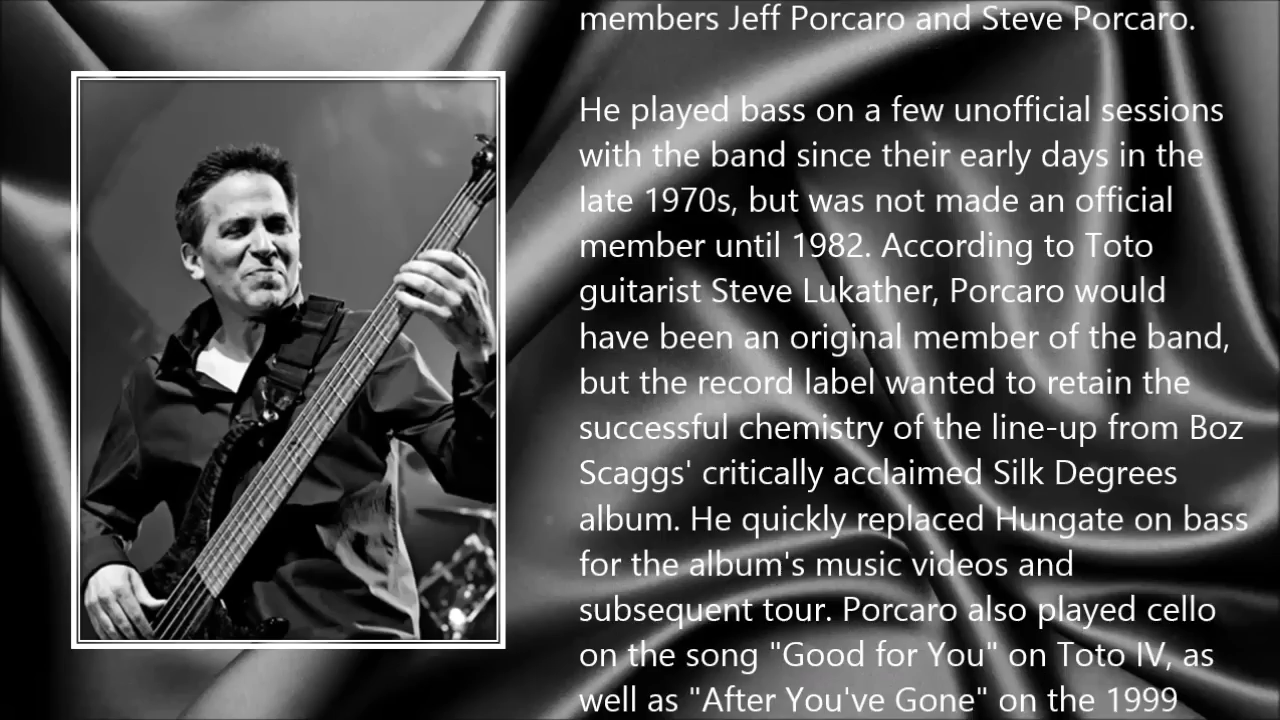 members Jeff Porcaro and Steve Porcaro.
He played bass on a few unofficial sessions
with the band since their early days in the
late 1970s, but was not made an official
member until 1982. According to Toto
guitarist Steve Lukather, Porcaro would
have been an original member of the band,
but the record label wanted to retain the
successful chemistry of the line-up from Boz
Scaggs' critically acclaimed Silk Degrees
album. He quickly replaced Hungate on bass
for the album's music videos and
subsequent tour. Porcaro also played cello
on the song "Good for You" on Toto IV, as
well as "After You've Gone" on the 1999